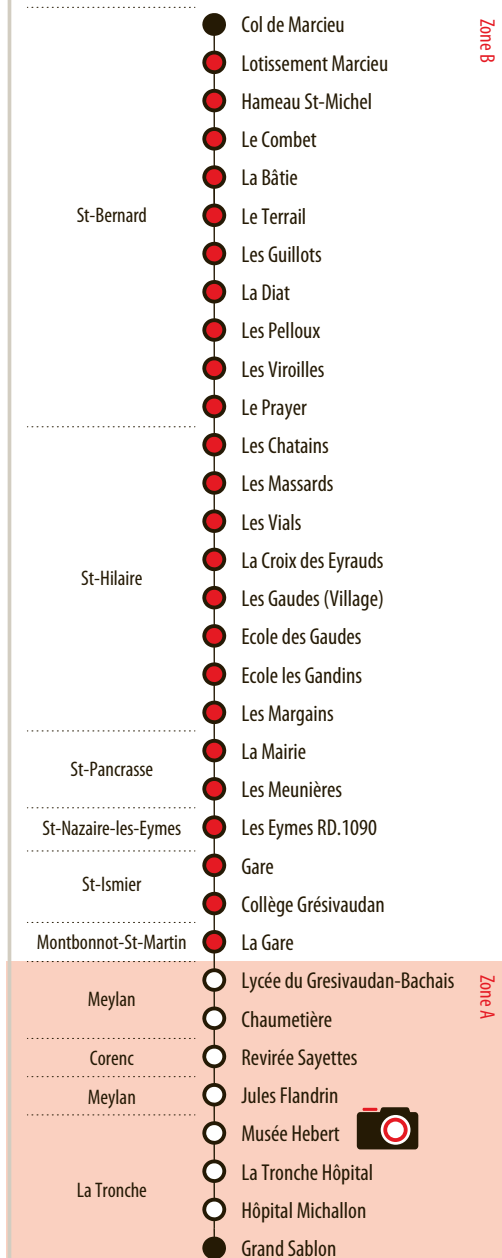 Zone B
St-Bernard
Col de Marcieu
Lotissement Marcieu
Hameau St-Michel
Le Combet
La Bâtie
Le Terrail
Les Guillots
La Diat
Les Pelloux
Les Viroilles
Le Prayer
St-Hilaire
Les Chatains
Les Massards
Les Vials
La Croix des Eyrauds
Les Gaudes (Village)
Ecole des Gaudes
Ecole les Gandins
Les Margains
St-Pancrasse
La Mairie
Les Meunières
St-Nazaire-les-Eymes
Les Eymes RD.1090
St-Ismier
Gare
Collège Grésivaudan
Montbonnot-St-Martin
La Gare
Zone A
Meylan
Lycée du Gresivaudan-Bachais
Chaumetière
Corenc
Revirée Sayettes
Meylan
Jules Flandrin
La Tronche
Musée Hebert
La Tronche Hôpital
Hôpital Michallon
Grand Sablon